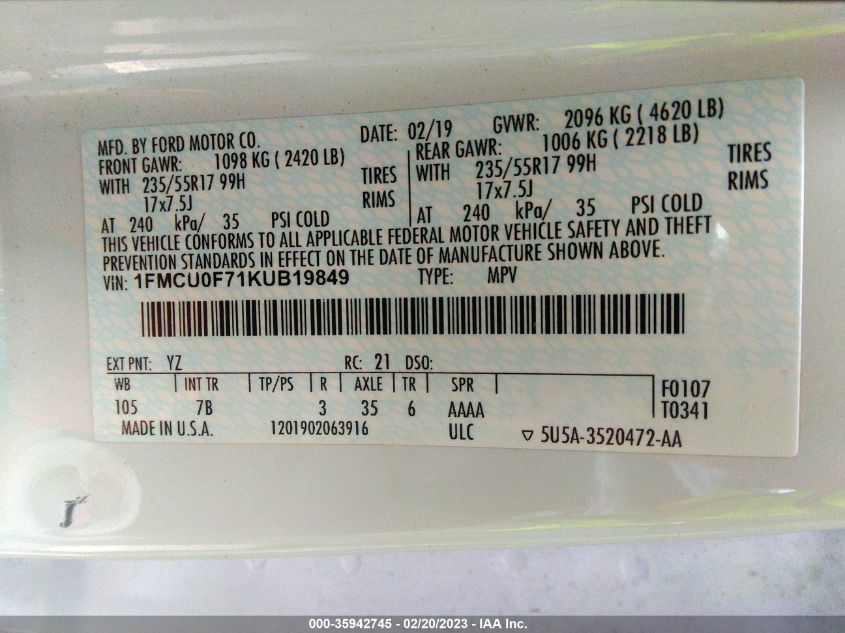 MFD. BY FORD MOTOR CO. DATE: 02/19 GVWR: 2096 KG ( 4620 LB)
FRONT GAWR: 1098 KG ( 2420 LB) REAR GAWR: 1006 KG ( 2218 LB)
WITH 235/55R17 99H TIRES WITH 235/55R17 99H TIRES
17x7.5J RIMS 17x7.5J RIMS
AT 240 kPa/ 35 PSI COLD AT 240 kPa/ 35 PSI COLD
THIS VEHICLE CONFORMS TO ALL APPLICABLE FEDERAL MOTOR VEHICLE SAFETY AND THEFT
PREVENTION STANDARDS IN EFFECT ON THE DATE OF MANUFACTURE SHOWN ABOVE.
VIN: 1FMCU0F71KUB19849 TYPE: MPV
EXT PNT: YZ RC: 21 DSO:
WB INT TR TP/PS R AXLE TR SPR F0107
105 7B 3 35 6 AAAA T0341
MADE IN U.S.A. 1201902063916 ULC ▽ 5U5A-3520472-AA
000-35942745 - 02/20/2023 - IAA Inc.